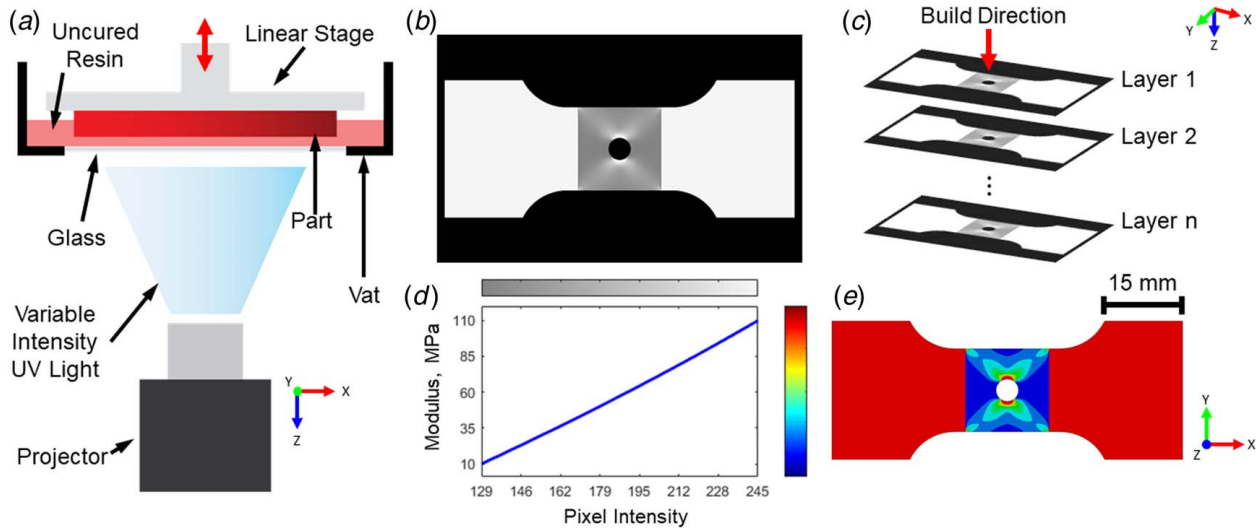 (a)
Uncured
Resin
Linear Stage
Glass
Part
Vat
Variable
Intensity
UV Light
Projector
Y
X
Z
(b)
(c)
Build Direction
X
Y
Z
Layer 1
Layer 2
Layer n
(d)
Modulus, MPa
110
85
60
35
10
129 146 162 179 195 212 228 245
Pixel Intensity
(e)
15 mm
Y
Z
X